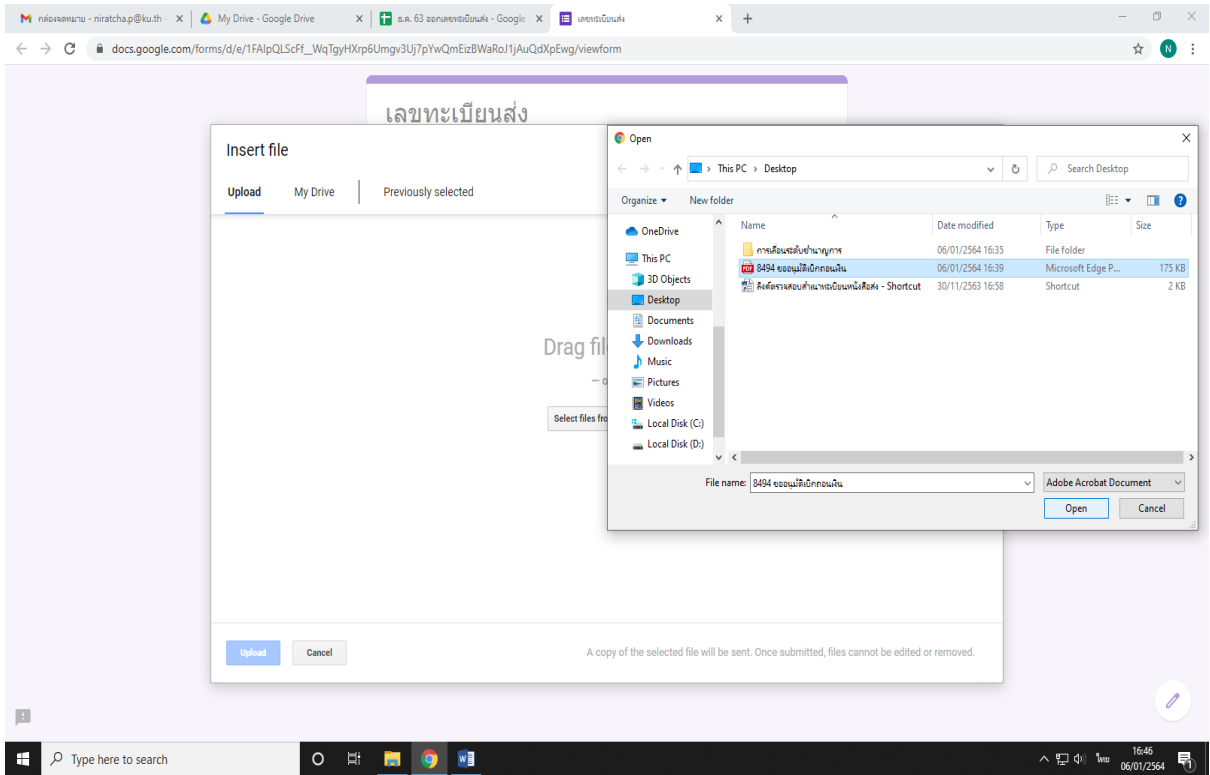 กล่องจดหมาย - niratcha.p@ku.th -
My Drive - Google Drive
ธ.ค. 63 ออกเลขทะเบียนส่ง - Google
เลขทะเบียนส่ง
docs.google.com/forms/d/e/1FAIpQLScFf__WqTgyHXrp6Umgv3Uj7pYwQmEizBWaRoJ1jAuQdXpEwg/viewform
N
เลขทะเบียนส่ง
Insert file
Upload
My Drive
Previously selected
Drag fil
Select files fro
Upload
Cancel
A copy of the selected file will be sent. Once submitted, files cannot be edited or removed.
Open
This PC > Desktop
Search Desktop
Organize
New folder
Name
Date modified
Type
Size
OneDrive
This PC
3D Objects
Desktop
Documents
Downloads
Music
Pictures
Videos
Local Disk (C:)
Local Disk (D:)
การเลื่อนระดับชำนาญการ 06/01/2564 16:35 File folder
8494 ขออนุมัติเบิกถอนเงิน 06/01/2564 16:39 Microsoft Edge P... 175 KB
ตรวจสอบสำเนาทะเบียนหนังสือส่ง - Shortcut 30/11/2563 16:58 Shortcut 2 KB
File name: 8494 ขออนุมัติเบิกถอนเงิน
Adobe Acrobat Document
Open
Cancel
Type here to search
ไทย
16:46
06/01/2564